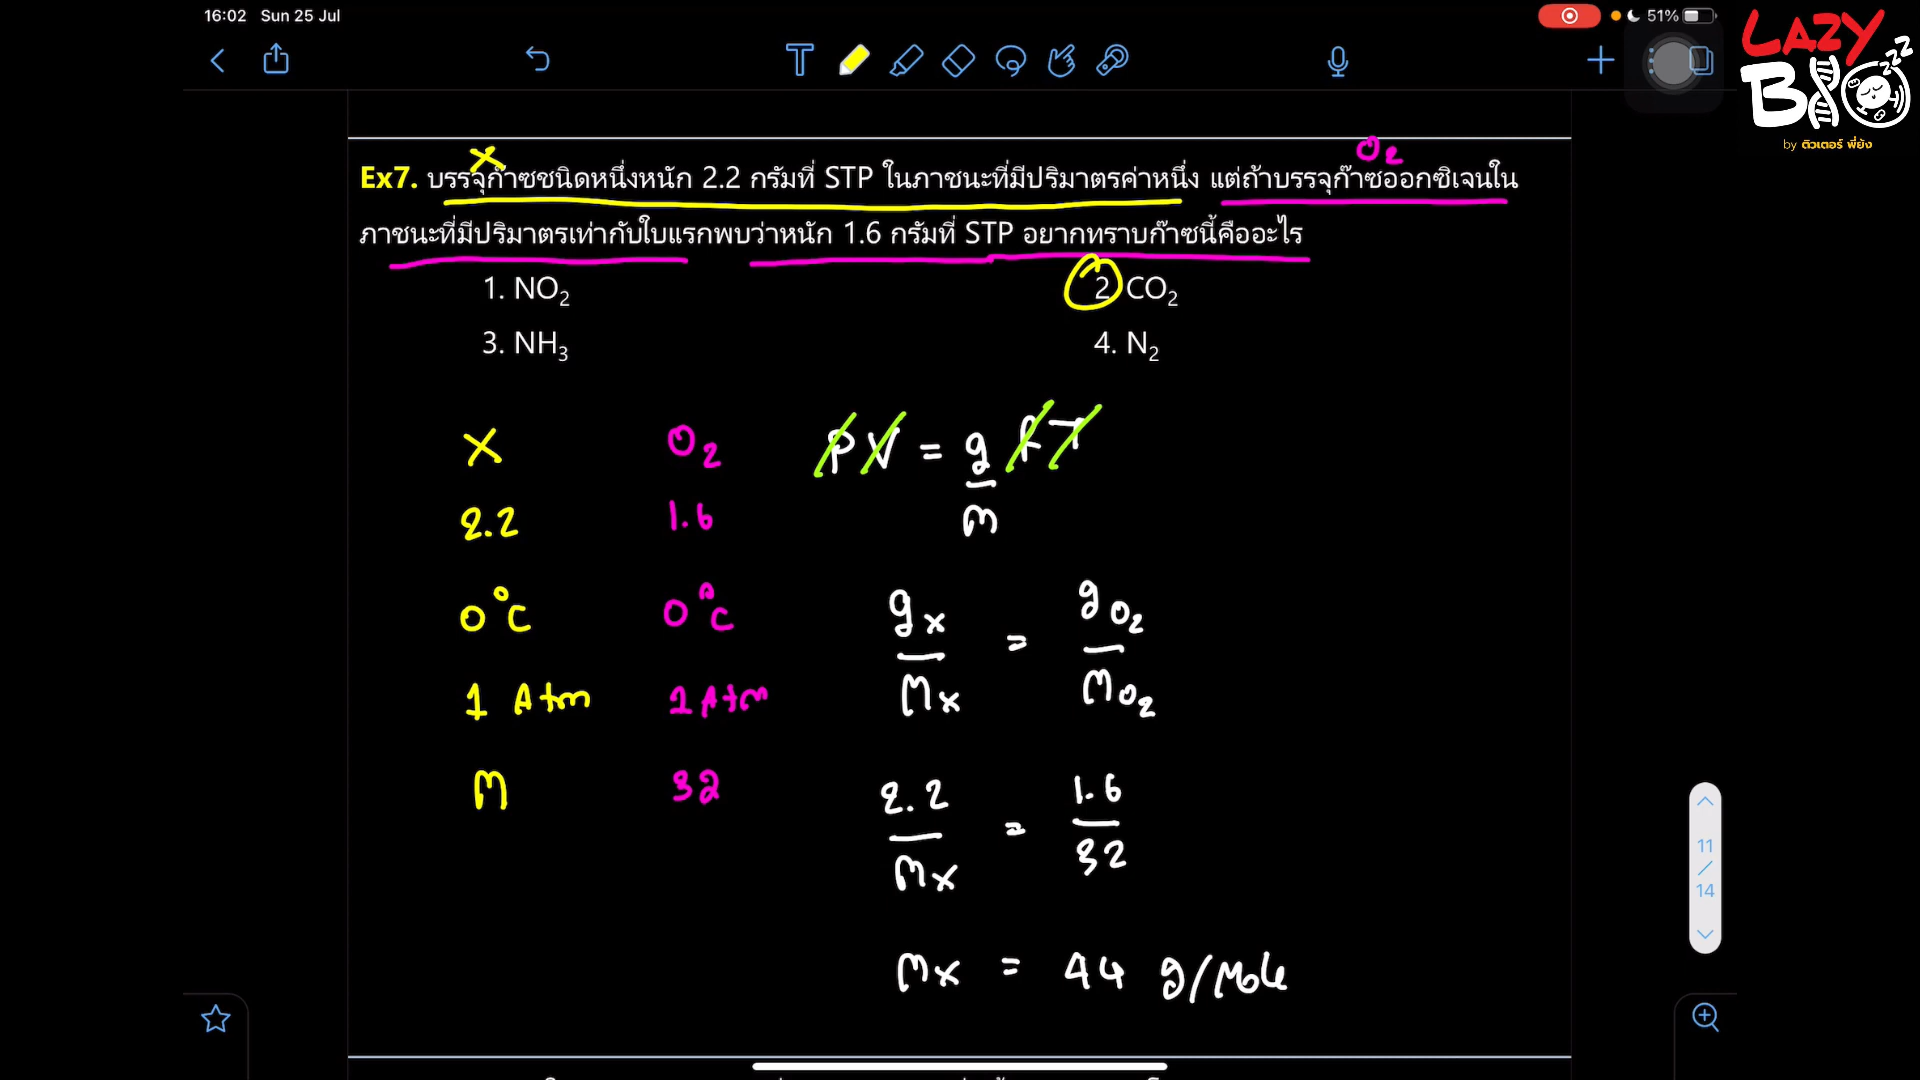 16:02 Sun 25 Jul
51%
LAZY
BIO zzz
by ติวเตอร์ พี่ยัง
X
O2
Ex7. บรรจุก๊าซชนิดหนึ่งหนัก 2.2 กรัมที่ STP ในภาชนะที่มีปริมาตรค่าหนึ่ง แต่ถ้าบรรจุก๊าซออกซิเจนใน
ภาชนะที่มีปริมาตรเท่ากับใบแรกพบว่าหนัก 1.6 กรัมที่ STP อยากทราบก๊าซนี้คืออะไร
1. NO2 2. CO2
3. NH3 4. N2
X O2 PV = g/m RT
2.2 1.6
0°C 0°C gx/Mx = gO2/MO2
1 Atm 1 Atm
M 32 2.2/Mx = 1.6/32
Mx = 44 g/Mole
11
/
14